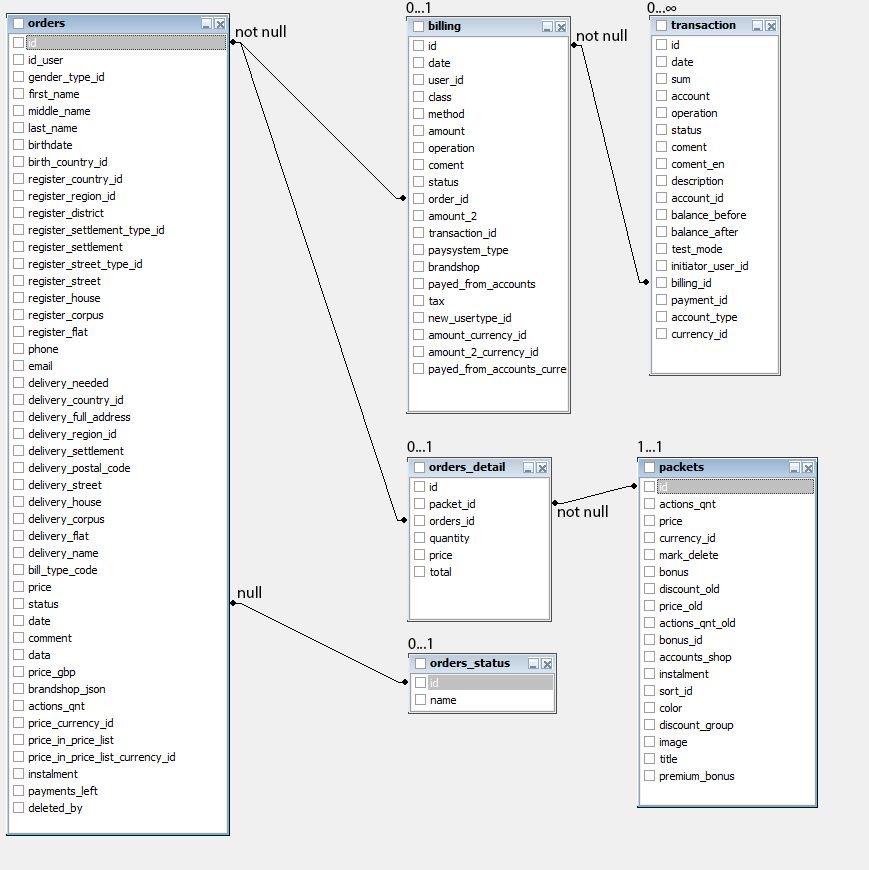 orders
id
id_user
gender_type_id
first_name
middle_name
last_name
birthdate
birth_country_id
register_country_id
register_region_id
register_district
register_settlement_type_id
register_settlement
register_street_type_id
register_street
register_house
register_corpus
register_flat
phone
email
delivery_needed
delivery_country_id
delivery_full_address
delivery_region_id
delivery_settlement
delivery_postal_code
delivery_street
delivery_house
delivery_corpus
delivery_flat
delivery_name
bill_type_code
price
status
date
comment
data
price_gbp
brandshop_json
actions_qnt
price_currency_id
price_in_price_list
price_in_price_list_currency_id
instalment
payments_left
deleted_by
not null
null
0...1
billing
id
date
user_id
class
method
amount
operation
coment
status
order_id
amount_2
transaction_id
paysystem_type
brandshop
payed_from_accounts
tax
new_usertype_id
amount_currency_id
amount_2_currency_id
payed_from_accounts_curre
not null
0...∞
transaction
id
date
sum
account
operation
status
coment
coment_en
description
account_id
balance_before
balance_after
test_mode
initiator_user_id
billing_id
payment_id
account_type
currency_id
0...1
orders_detail
id
packet_id
orders_id
quantity
price
total
not null
1...1
packets
id
actions_qnt
price
currency_id
mark_delete
bonus
discount_old
price_old
actions_qnt_old
bonus_id
accounts_shop
instalment
sort_id
color
discount_group
image
title
premium_bonus
0...1
orders_status
id
name